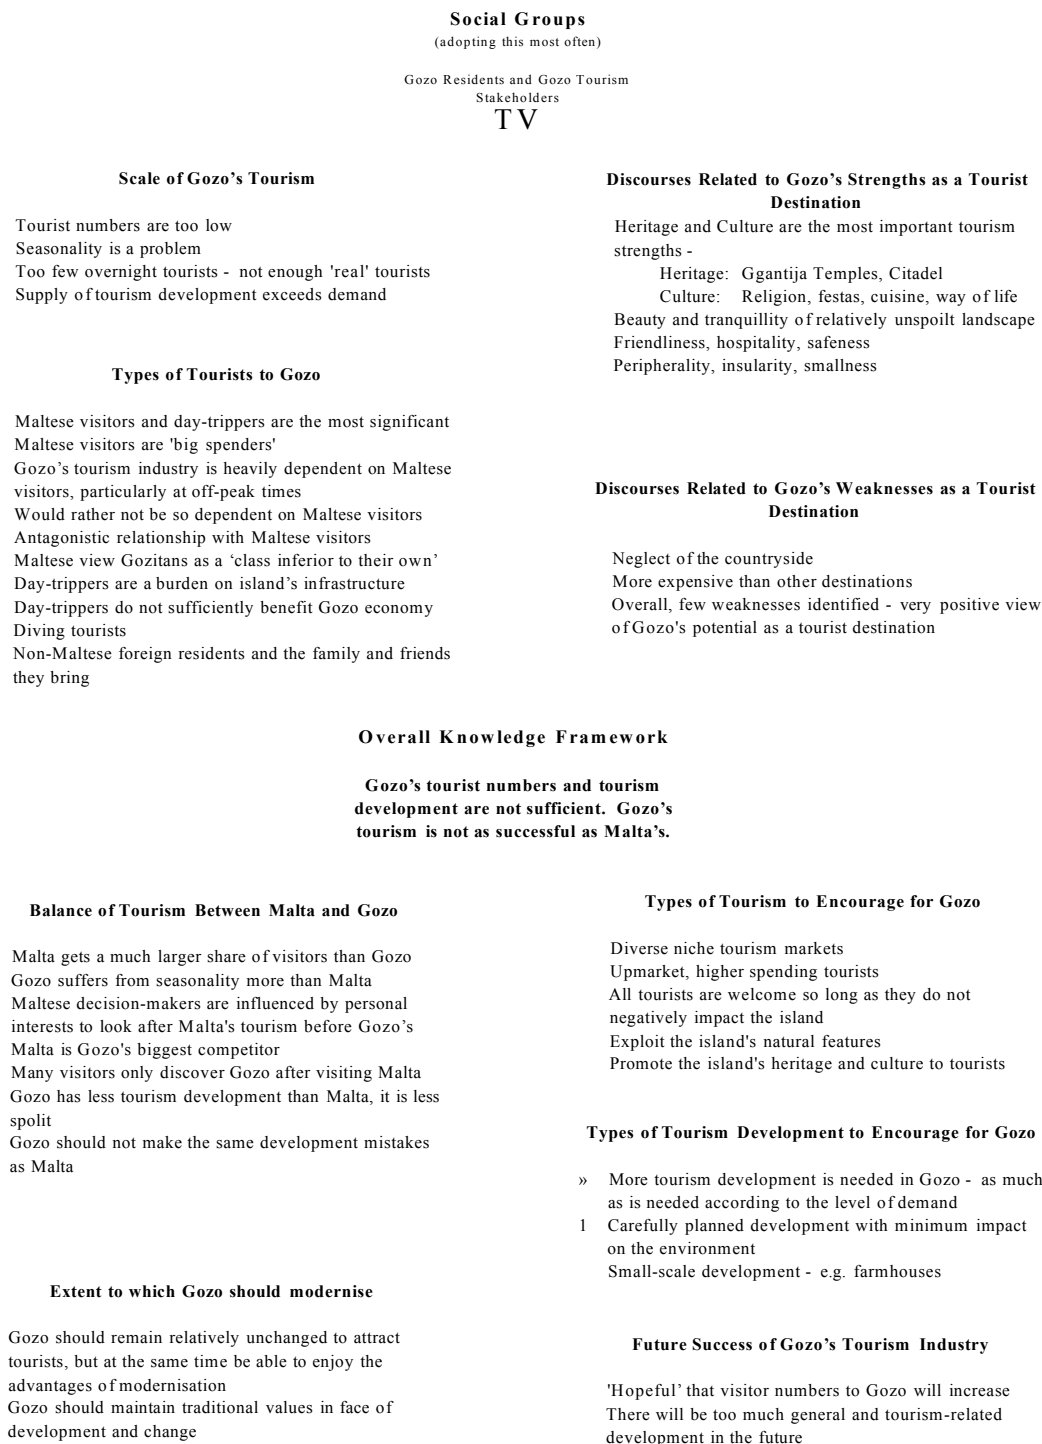 Social Groups
(adopting this most often)
Gozo Residents and Gozo Tourism
Stakeholders
TV
Scale of Gozo’s Tourism
Tourist numbers are too low
Seasonality is a problem
Too few overnight tourists - not enough 'real' tourists
Supply of tourism development exceeds demand
Types of Tourists to Gozo
Maltese visitors and day-trippers are the most significant
Maltese visitors are 'big spenders'
Gozo’s tourism industry is heavily dependent on Maltese
visitors, particularly at off-peak times
Would rather not be so dependent on Maltese visitors
Antagonistic relationship with Maltese visitors
Maltese view Gozitans as a ‘class inferior to their own’
Day-trippers are a burden on island’s infrastructure
Day-trippers do not sufficiently benefit Gozo economy
Diving tourists
Non-Maltese foreign residents and the family and friends
they bring
Discourses Related to Gozo’s Strengths as a Tourist
Destination
Heritage and Culture are the most important tourism
strengths -
Heritage: Ggantija Temples, Citadel
Culture: Religion, festas, cuisine, way of life
Beauty and tranquillity of relatively unspoilt landscape
Friendliness, hospitality, safeness
Peripherality, insularity, smallness
Discourses Related to Gozo’s Weaknesses as a Tourist
Destination
Neglect of the countryside
More expensive than other destinations
Overall, few weaknesses identified - very positive view
of Gozo's potential as a tourist destination
Overall Knowledge Framework
Gozo’s tourist numbers and tourism
development are not sufficient. Gozo’s
tourism is not as successful as Malta’s.
Balance of Tourism Between Malta and Gozo
Malta gets a much larger share of visitors than Gozo
Gozo suffers from seasonality more than Malta
Maltese decision-makers are influenced by personal
interests to look after Malta's tourism before Gozo’s
Malta is Gozo's biggest competitor
Many visitors only discover Gozo after visiting Malta
Gozo has less tourism development than Malta, it is less
spolit
Gozo should not make the same development mistakes
as Malta
Extent to which Gozo should modernise
Gozo should remain relatively unchanged to attract
tourists, but at the same time be able to enjoy the
advantages of modernisation
Gozo should maintain traditional values in face of
development and change
Types of Tourism to Encourage for Gozo
Diverse niche tourism markets
Upmarket, higher spending tourists
All tourists are welcome so long as they do not
negatively impact the island
Exploit the island's natural features
Promote the island's heritage and culture to tourists
Types of Tourism Development to Encourage for Gozo
» More tourism development is needed in Gozo - as much
as is needed according to the level of demand
1 Carefully planned development with minimum impact
on the environment
Small-scale development - e.g. farmhouses
Future Success of Gozo’s Tourism Industry
'Hopeful’ that visitor numbers to Gozo will increase
There will be too much general and tourism-related
development in the future